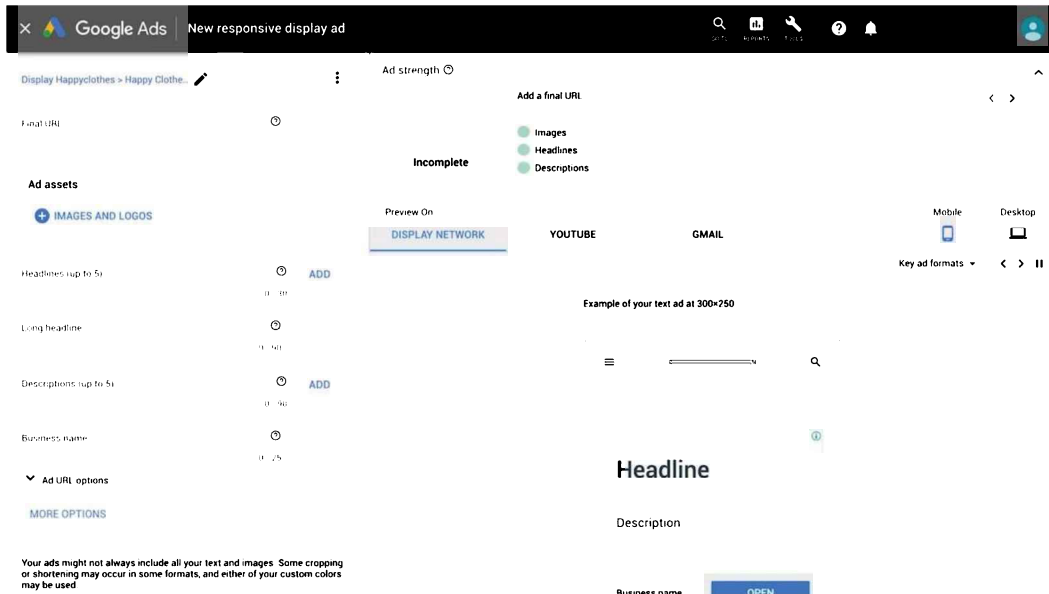 Google Ads New responsive display ad
REPORTS
Display Happyclothes > Happy Clothe..
Final URL
Ad assets
IMAGES AND LOGOS
Headlines (up to 5) ADD
Long headline
Descriptions (up to 5) ADD
Business name
Ad URL options
MORE OPTIONS
Your ads might not always include all your text and images Some cropping
or shortening may occur in some formats, and either of your custom colors
may be used
Ad strength
Add a final URL
Incomplete
Images
Headlines
Descriptions
Preview On
Mobile Desktop
DISPLAY NETWORK YOUTUBE GMAIL
Key ad formats
Example of your text ad at 300×250
Headline
Description
Business name OPEN